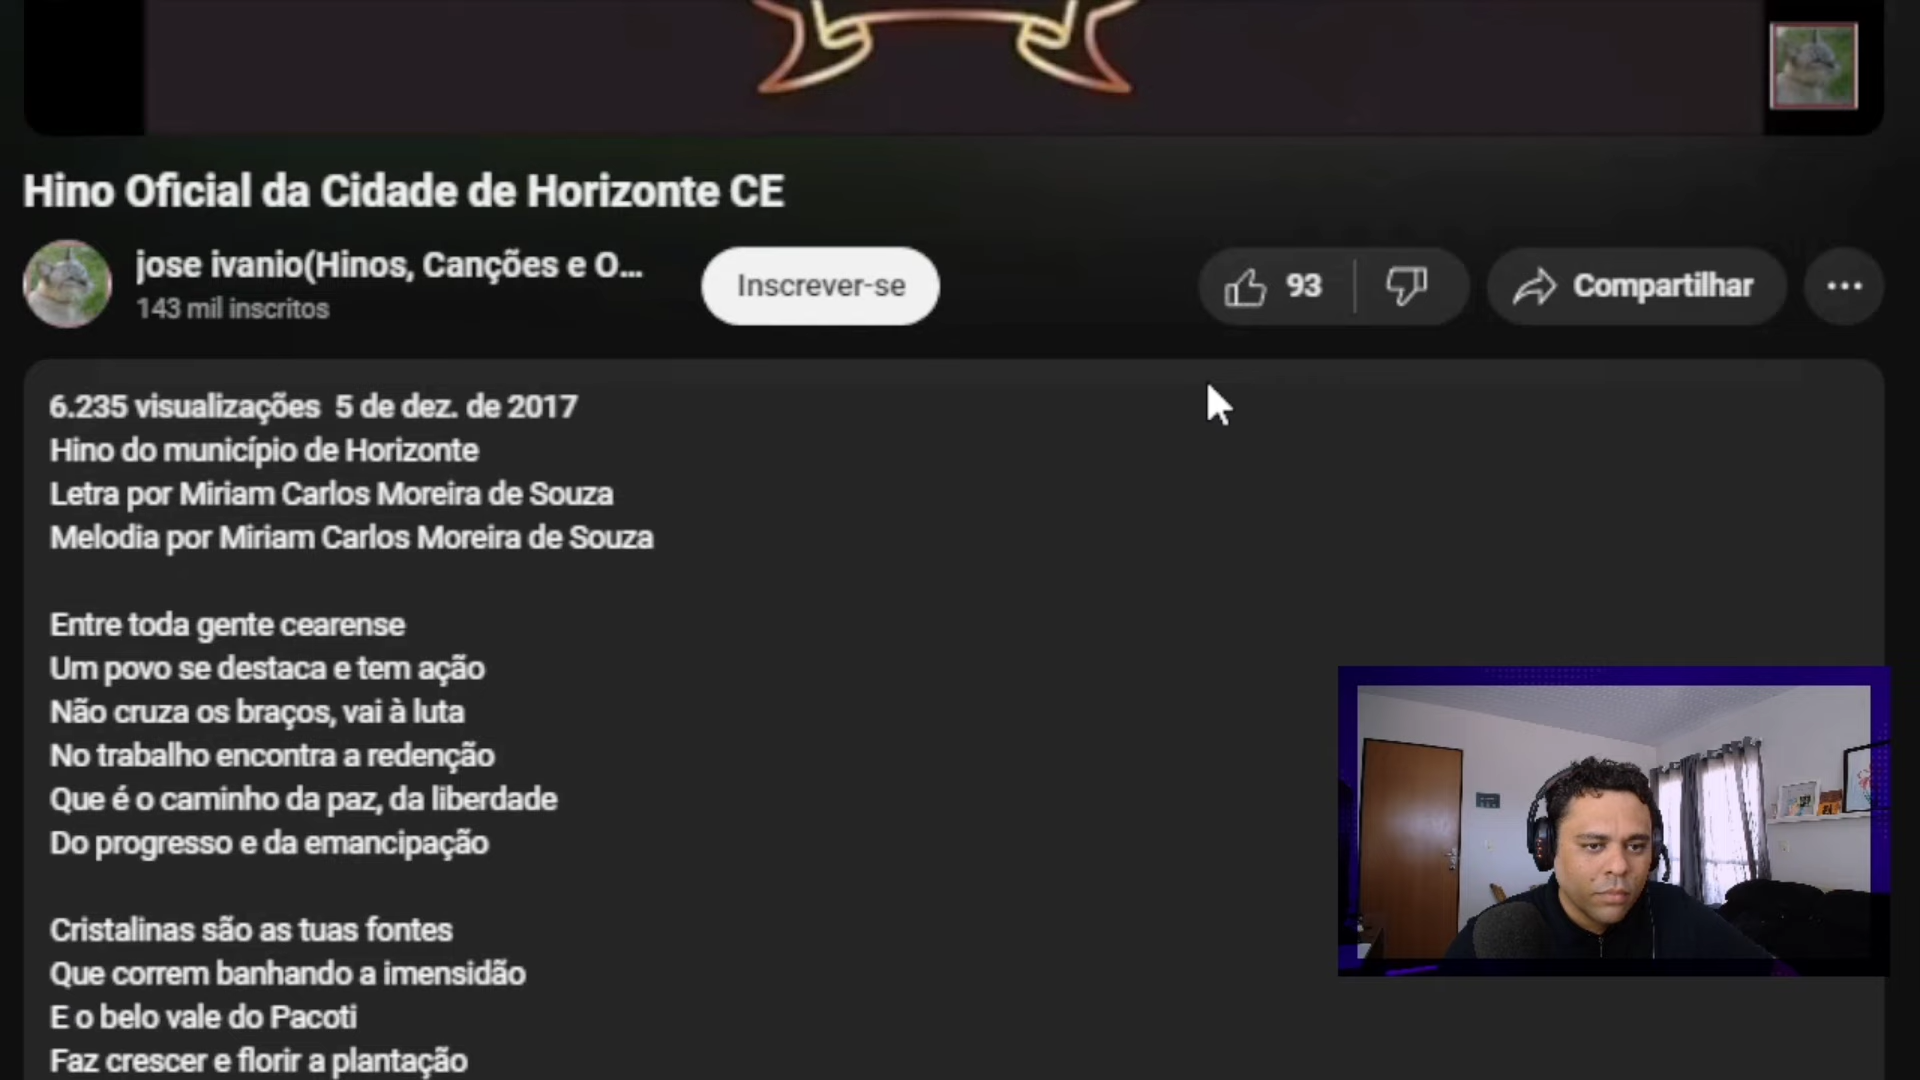 Hino Oficial da Cidade de Horizonte CE
jose ivanio(Hinos, Canções e O...
143 mil inscritos
Inscrever-se
93
Compartilhar
6.235 visualizações 5 de dez. de 2017
Hino do município de Horizonte
Letra por Miriam Carlos Moreira de Souza
Melodia por Miriam Carlos Moreira de Souza
Entre toda gente cearense
Um povo se destaca e tem ação
Não cruza os braços, vai à luta
No trabalho encontra a redenção
Que é o caminho da paz, da liberdade
Do progresso e da emancipação
Cristalinas são as tuas fontes
Que correm banhando a imensidão
E o belo vale do Pacoti
Faz crescer e florir a plantação